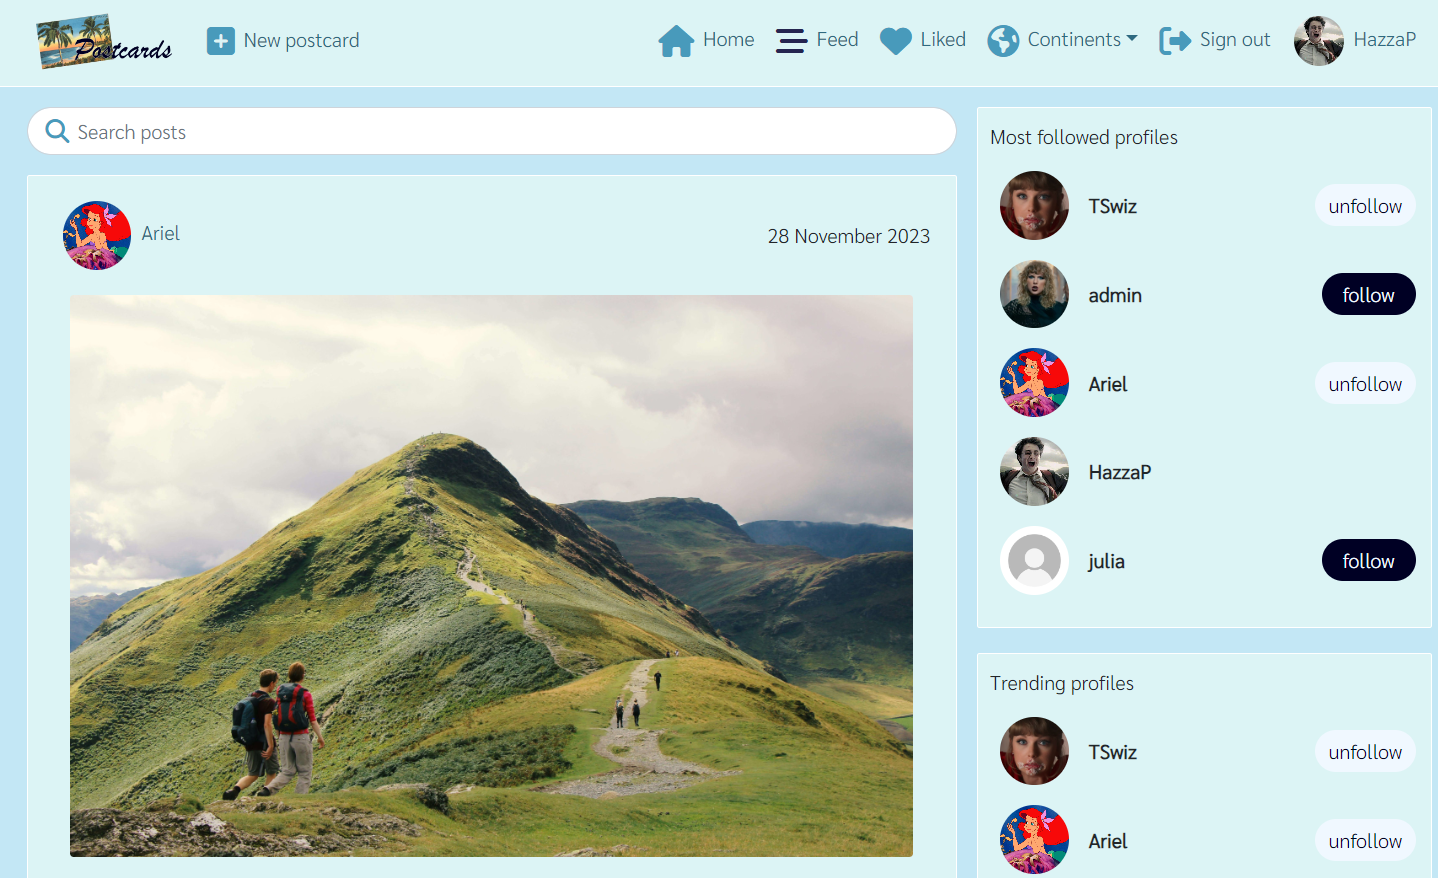 Postcards
New postcard
Home
Feed
Liked
Continents
Sign out
HazzaP
Search posts
Ariel
28 November 2023
Most followed profiles
TSwiz
unfollow
admin
follow
Ariel
unfollow
HazzaP
julia
follow
Trending profiles
TSwiz
unfollow
Ariel
unfollow